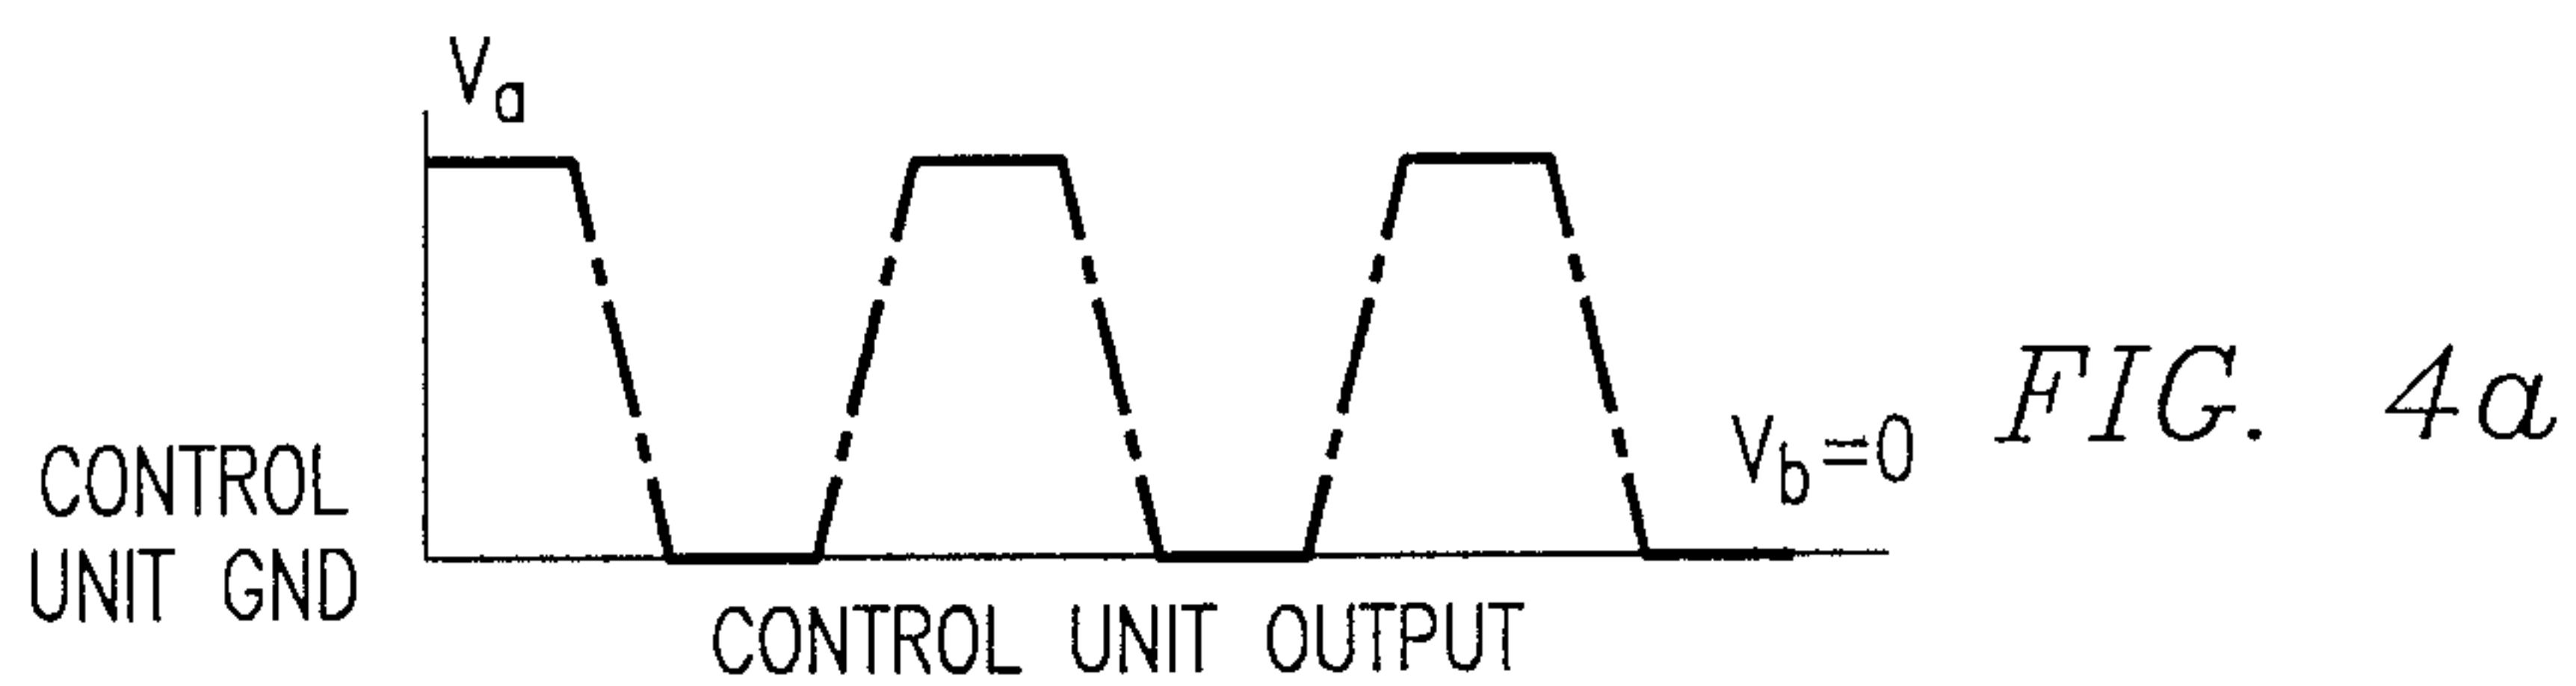 Va
CONTROL
UNIT GND
Vb=0
CONTROL UNIT OUTPUT
FIG. 4a